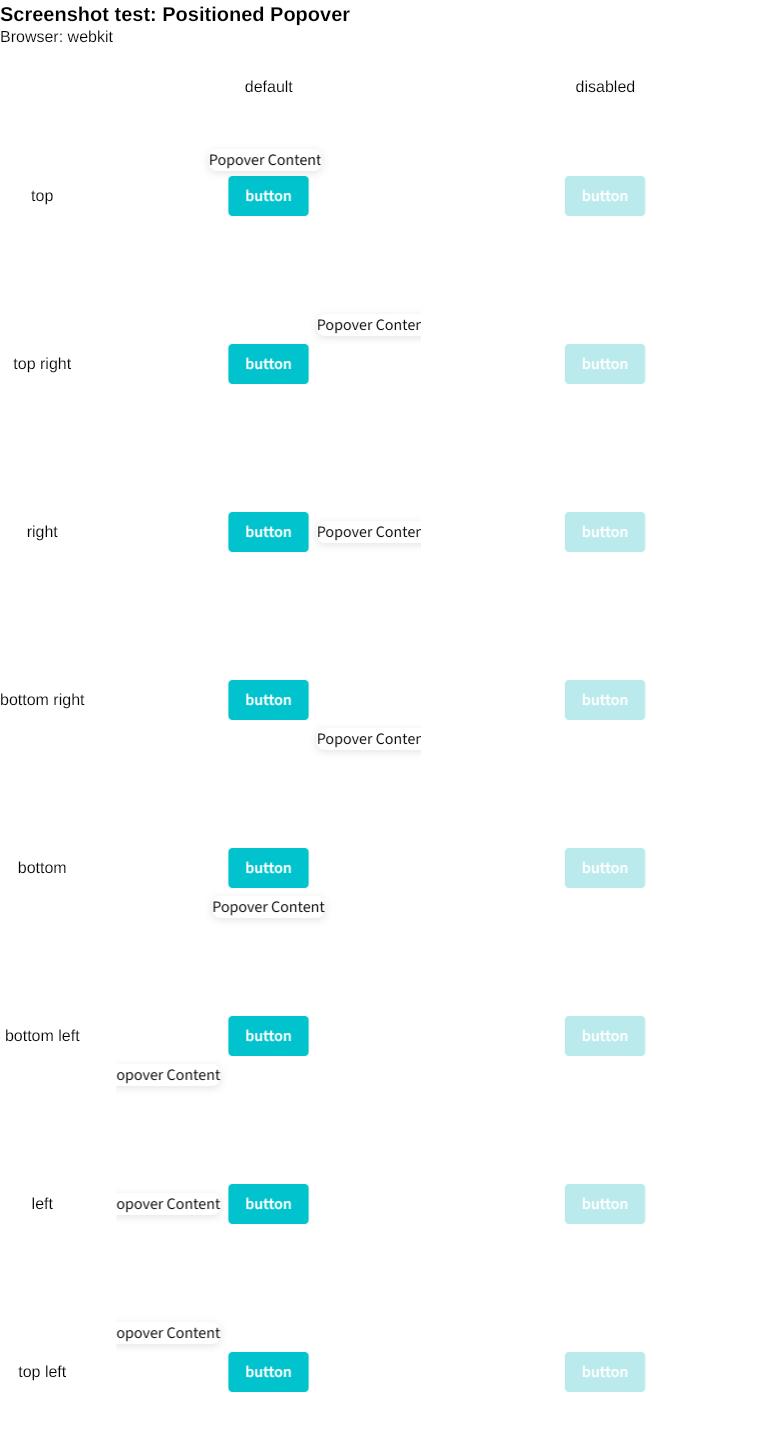 Screenshot test: Positioned Popover
Browser: webkit
default disabled
Popover Content
top button button
Popover Conter
top right button button
right button Popover Conter button
bottom right button button
Popover Conter
bottom button button
Popover Content
bottom left button button
opover Content
left opover Content button button
opover Content
top left button button